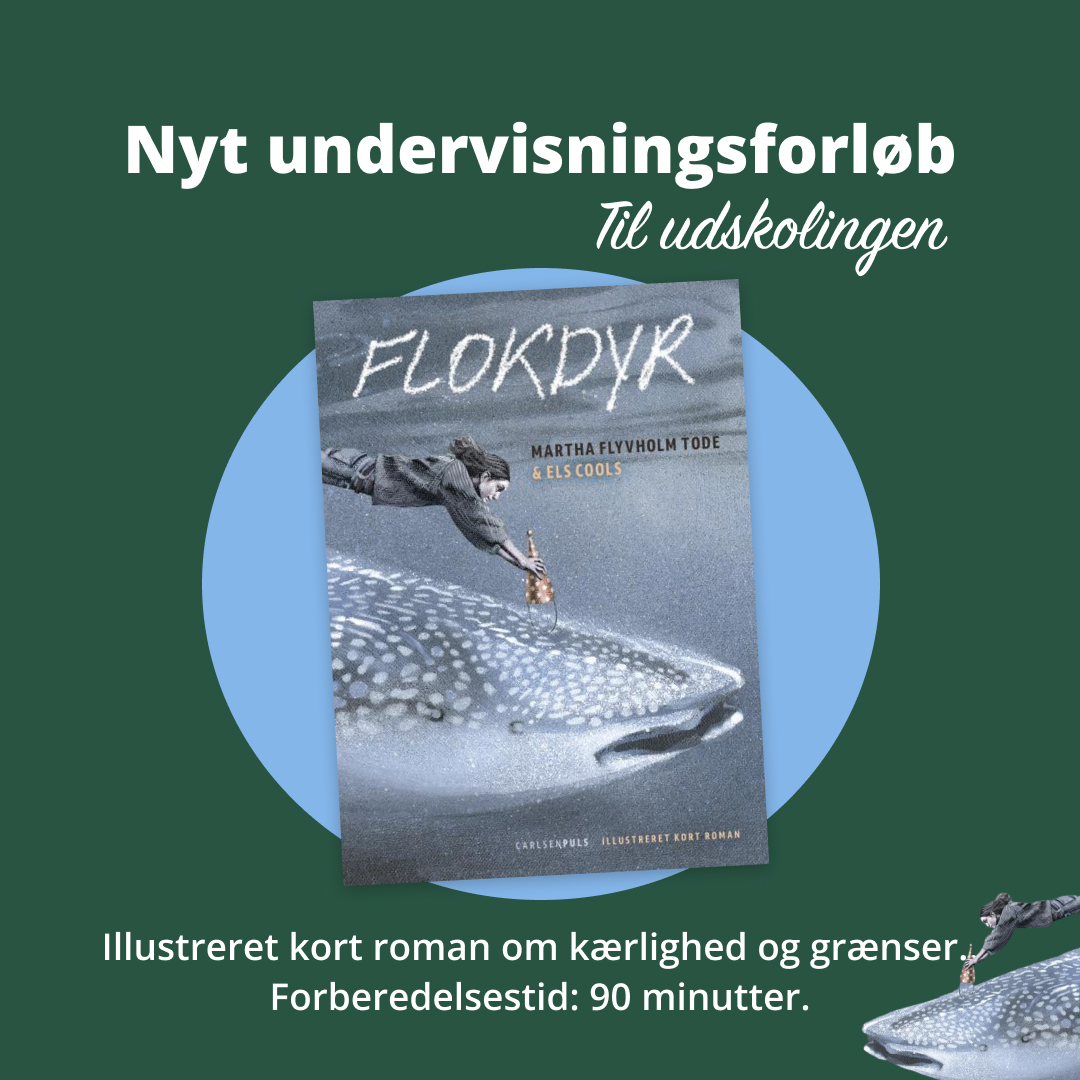 Nyt undervisningsforløb
Til udskolingen
FLOKDYR
MARTHA FLYVHOLM TODE
& ELS COOLS
CARLSENPULS ILLUSTRERET KORT ROMAN
Illustreret kort roman om kærlighed og grænser.
Forberedelsestid: 90 minutter.